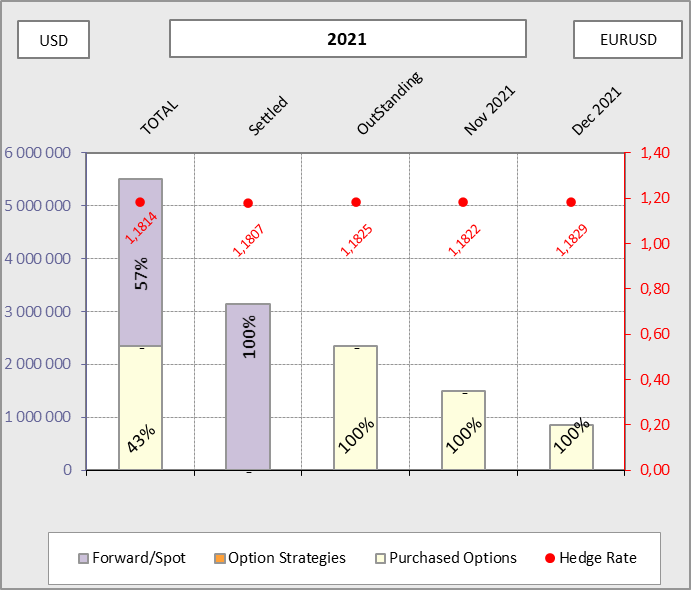 USD
2021
EURUSD
TOTAL
Settled
OutStanding
Nov 2021
Dec 2021
6 000 000
5 000 000
4 000 000
3 000 000
2 000 000
1 000 000
0
1,40
1,20
1,00
0,80
0,60
0,40
0,20
0,00
1,1814
1,1807
1,1825
1,1822
1,1829
57%
43%
100%
100%
100%
100%
Forward/Spot
Option Strategies
Purchased Options
Hedge Rate